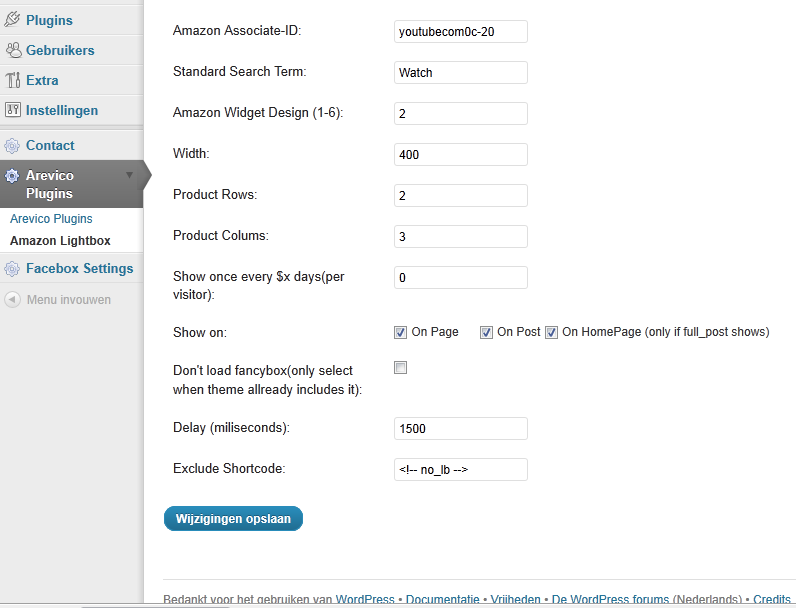 Plugins
Gebruikers
Extra
Instellingen
Contact
Arevico
Plugins
Arevico Plugins
Amazon Lightbox
Facebox Settings
Menu invouwen
Amazon Associate-ID: youtubecom0c-20
Standard Search Term: Watch
Amazon Widget Design (1-6): 2
Width: 400
Product Rows: 2
Product Colums: 3
Show once every $x days(per
visitor): 0
Show on: On Page On Post On HomePage (only if full_post shows)
Don't load fancybox(only select
when theme allready includes it):
Delay (miliseconds): 1500
Exclude Shortcode: <!-- no_lb -->
Wijzigingen opslaan
Bedankt voor het gebruiken van WordPress • Documentatie • Vrijheden • De WordPress forums (Nederlands) • Credits